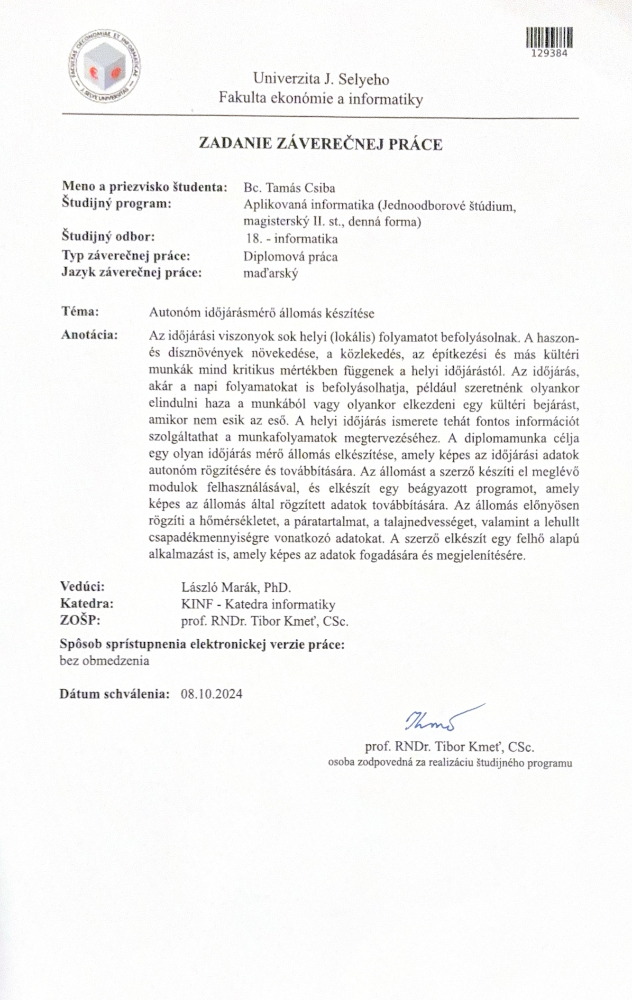 FACULTAS OECONOMIAE ET INFORMATICAE
J. SELYE UNIVERSITAS
129384
Univerzita J. Selyeho
Fakulta ekonómie a informatiky
ZADANIE ZÁVEREČNEJ PRÁCE
Meno a priezvisko študenta: Bc. Tamás Csiba
Študijný program: Aplikovaná informatika (Jednoodborové štúdium,
magisterský II. st., denná forma)
Študijný odbor: 18. - informatika
Typ záverečnej práce: Diplomová práca
Jazyk záverečnej práce: maďarský
Téma: Autonóm időjárásmérő állomás készítése
Anotácia: Az időjárási viszonyok sok helyi (lokális) folyamatot befolyásolnak. A haszon-
és dísznövények növekedése, a közlekedés, az építkezési és más kültéri
munkák mind kritikus mértékben függenek a helyi időjárástól. Az időjárás,
akár a napi folyamatokat is befolyásolhatja, például szeretnénk olyankor
elindulni haza a munkából vagy olyankor elkezdeni egy kültéri bejárást,
amikor nem esik az eső. A helyi időjárás ismerete tehát fontos információt
szolgáltathat a munkafolyamatok megtervezéséhez. A diplomamunka célja
egy olyan időjárás mérő állomás elkészítése, amely képes az időjárási adatok
autonóm rögzítésére és továbbítására. Az állomást a szerző készíti el meglévő
modulok felhasználásával, és elkészít egy beágyazott programot, amely
képes az állomás által rögzített adatok továbbítására. Az állomás előnyösen
rögzíti a hőmérsékletet, a páratartalmat, a talajnedvességet, valamint a lehullt
csapadékmennyiségre vonatkozó adatokat. A szerző elkészít egy felhő alapú
alkalmazást is, amely képes az adatok fogadására és megjelenítésére.
Vedúci: László Marák, PhD.
Katedra: KINF - Katedra informatiky
ZOŠP: prof. RNDr. Tibor Kmeť, CSc.
Spôsob sprístupnenia elektronickej verzie práce:
bez obmedzenia
Dátum schválenia: 08.10.2024
prof. RNDr. Tibor Kmeť, CSc.
osoba zodpovedná za realizáciu študijného programu